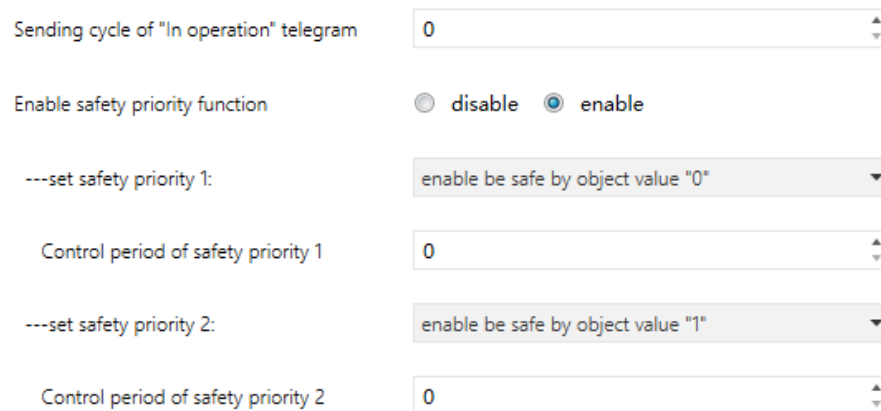 Sending cycle of "In operation" telegram 0
Enable safety priority function disable enable
---set safety priority 1: enable be safe by object value "0"
Control period of safety priority 1 0
---set safety priority 2: enable be safe by object value "1"
Control period of safety priority 2 0